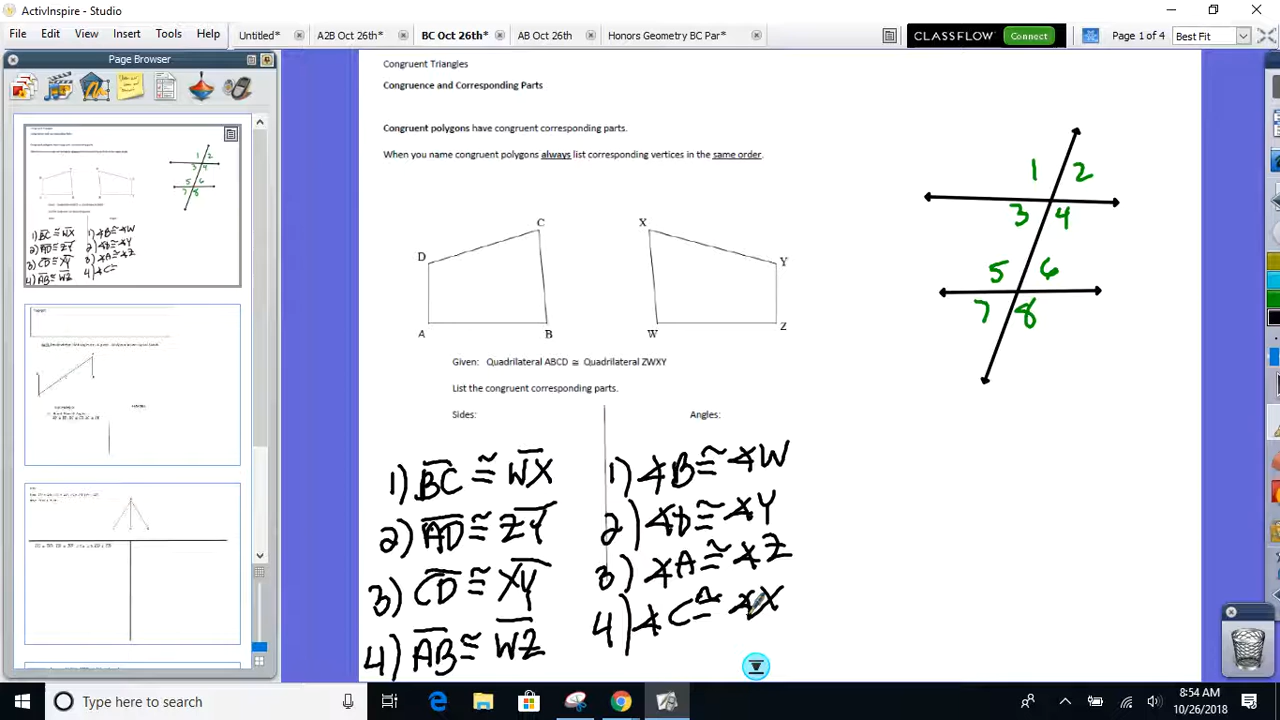 ActivInspire - Studio
File Edit View Insert Tools Help Untitled* A2B Oct 26th* BC Oct 26th* AB Oct 26th Honors Geometry BC Par* CLASSFLOW Connect Page 1 of 4 Best Fit
Page Browser
Congruent Triangles
Congruence and Corresponding Parts
Congruent polygons have congruent corresponding parts.
When you name congruent polygons always list corresponding vertices in the same order.
1 2
3 4
5 6
7 8
C X
D Y
A B W Z
Given: Quadrilateral ABCD ≅ Quadrilateral ZWXY
List the congruent corresponding parts.
Sides: Angles:
1) BC ≅ WX
2) AD ≅ ZY
3) CD ≅ XY
4) AB ≅ WZ
1) ∡B ≅ ∡W
2) ∡D ≅ ∡Y
3) ∡A ≅ ∡Z
4) ∡C ≅ ∡X
Type here to search
8:54 AM
10/26/2018